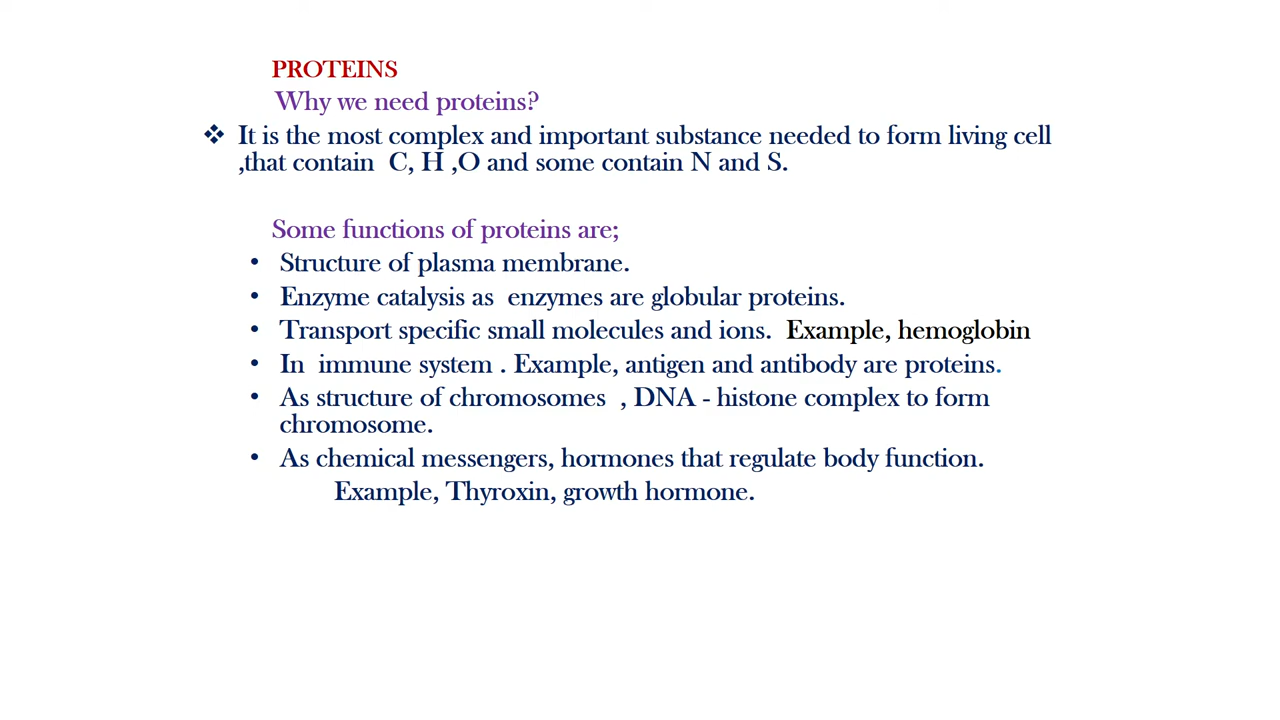 PROTEINS
Why we need proteins?
❖ It is the most complex and important substance needed to form living cell
,that contain C, H ,O and some contain N and S.
Some functions of proteins are;
• Structure of plasma membrane.
• Enzyme catalysis as enzymes are globular proteins.
• Transport specific small molecules and ions. Example, hemoglobin
• In immune system . Example, antigen and antibody are proteins.
• As structure of chromosomes , DNA - histone complex to form
chromosome.
• As chemical messengers, hormones that regulate body function.
Example, Thyroxin, growth hormone.